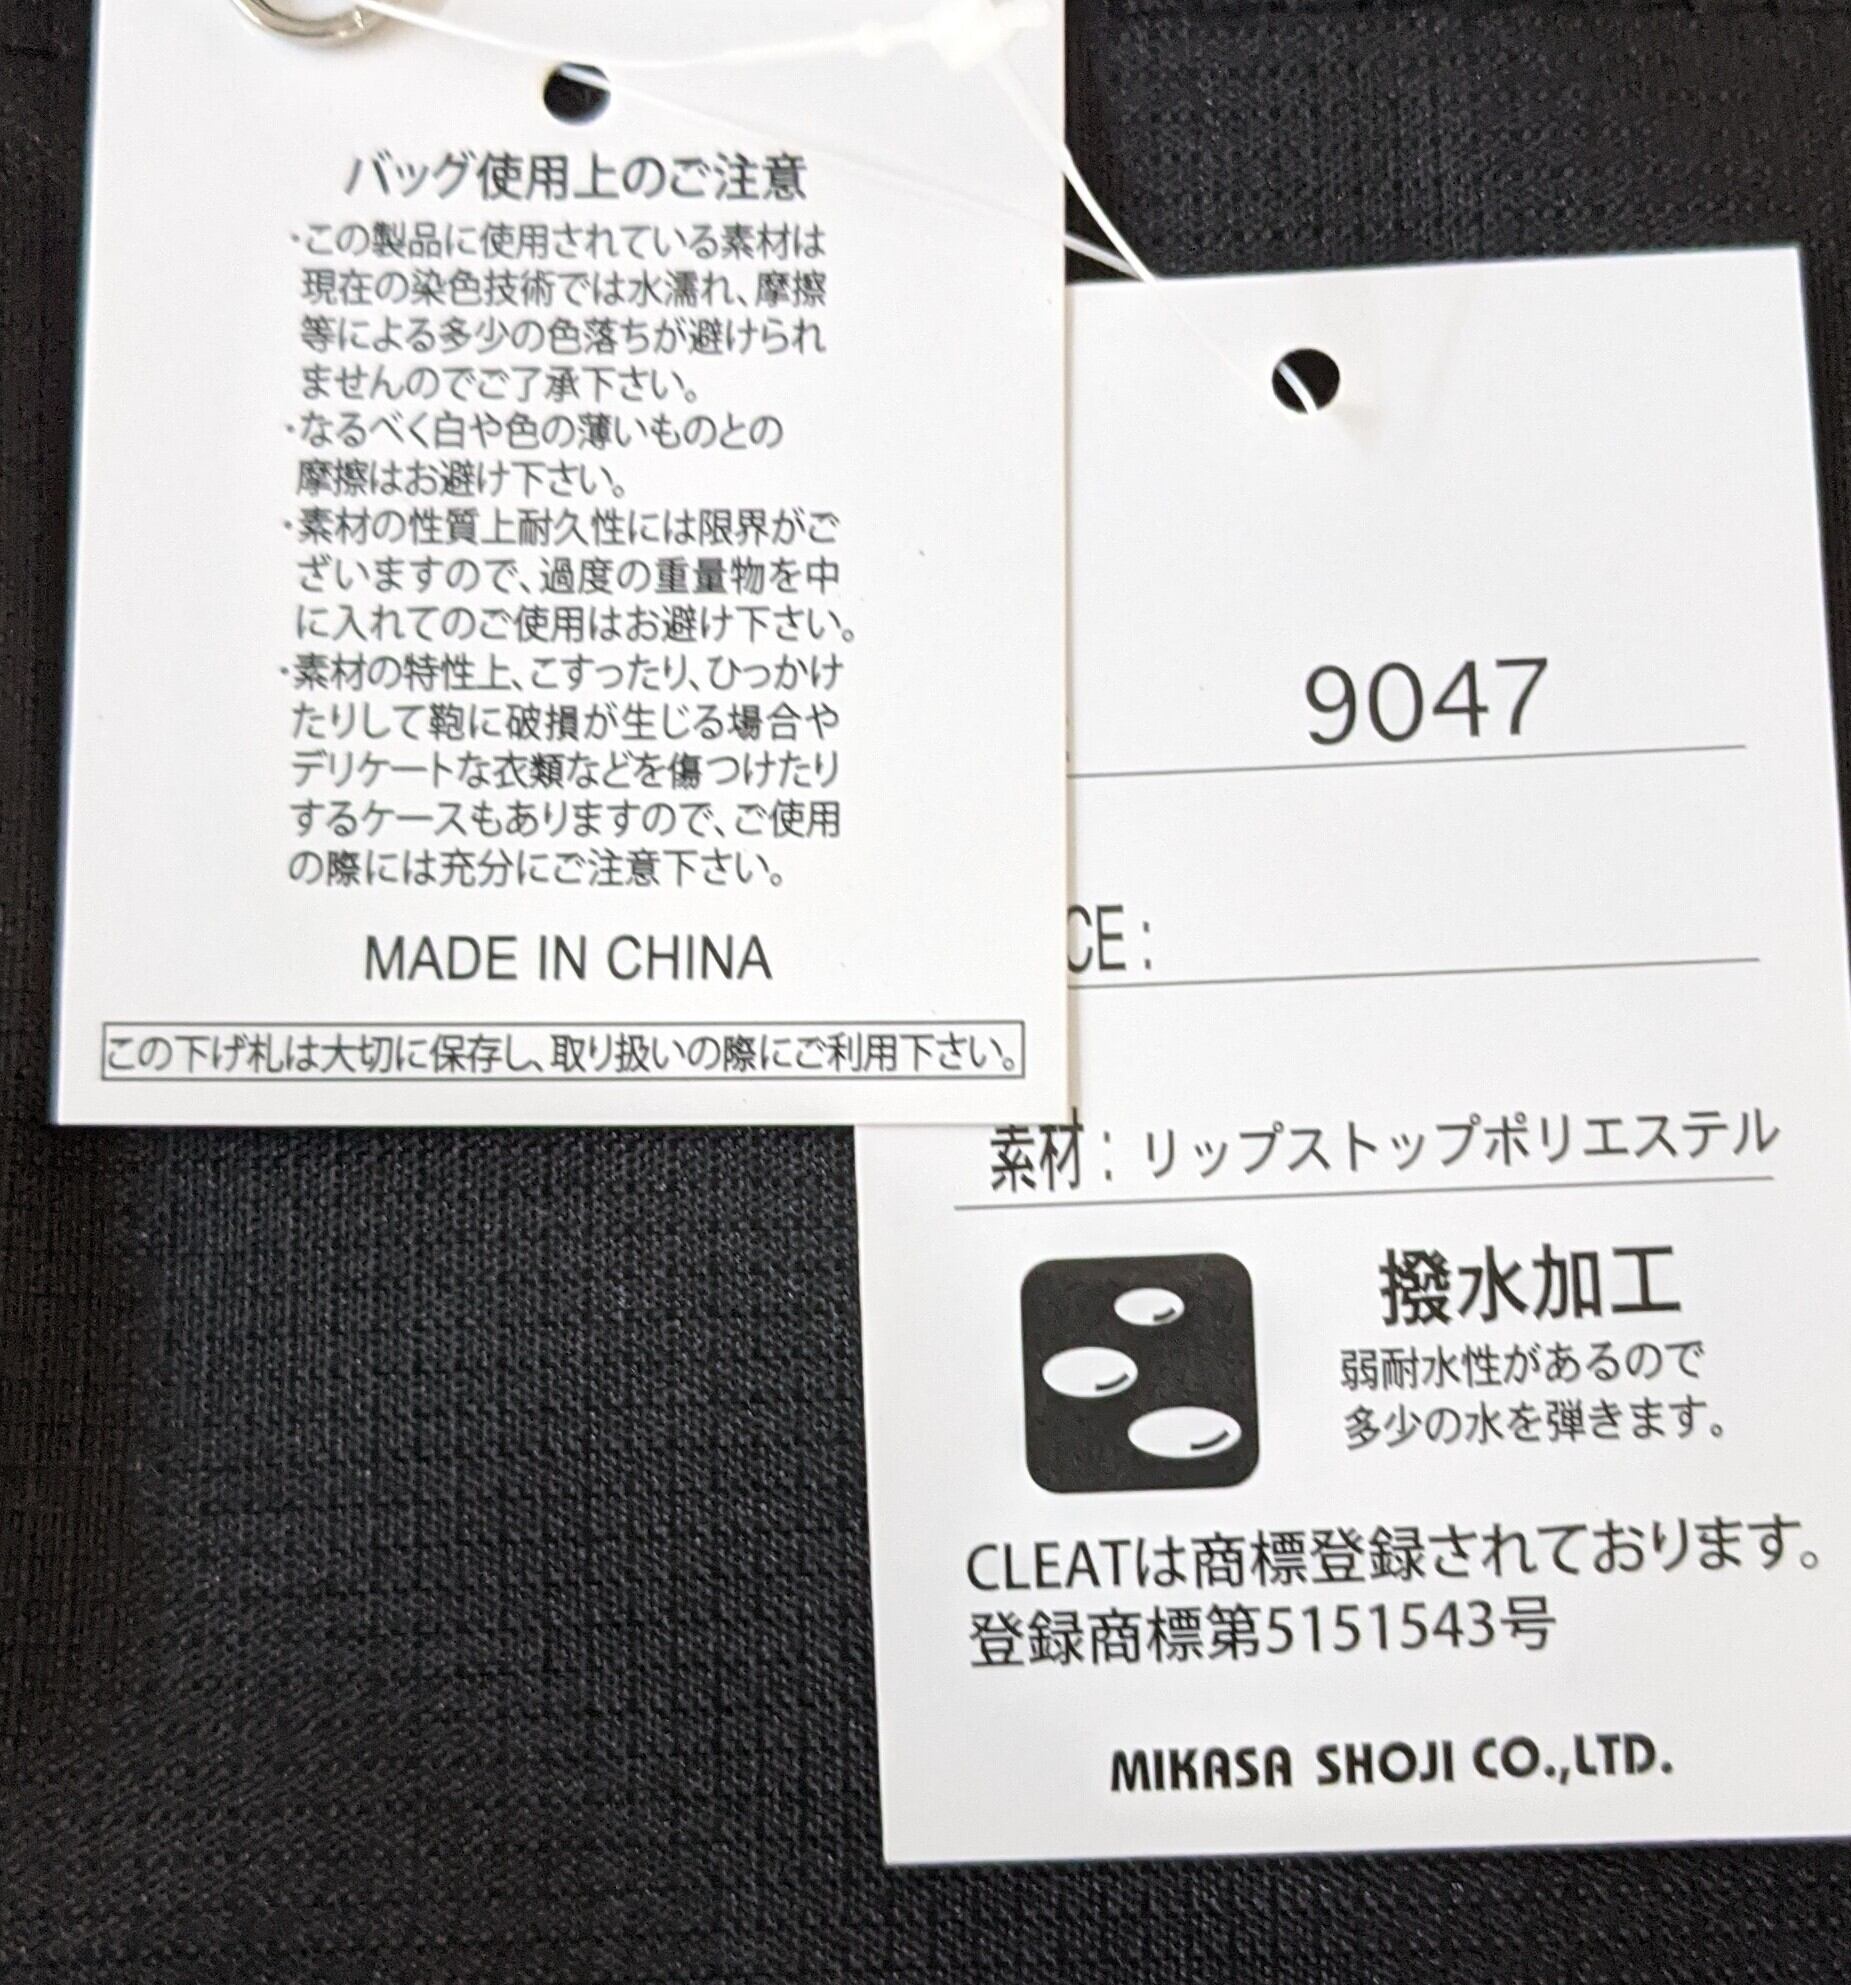 バッグ使用上のご注意
・この製品に使用されている素材は
現在の染色技術では水濡れ、摩擦
等による多少の色落ちが避けられ
ませんのでご了承下さい。
・なるべく白や色の薄いものとの
摩擦はお避け下さい。
・素材の性質上耐久性には限界がご
ざいますので、過度の重量物を中
に入れてのご使用はお避け下さい。
・素材の特性上、こすったり、ひっかけ
たりして鞄に破損が生じる場合や
デリケートな衣類などを傷つけたり
するケースもありますので、ご使用
の際には充分にご注意下さい。
MADE IN CHINA
この下げ札は大切に保存し、取り扱いの際にご利用下さい。
9047
CE :
素材 : リップストップポリエステル
撥水加工
弱耐水性があるので
多少の水を弾きます。
CLEATは商標登録されております。
登録商標第5151543号
MIKASA SHOJI CO.,LTD.